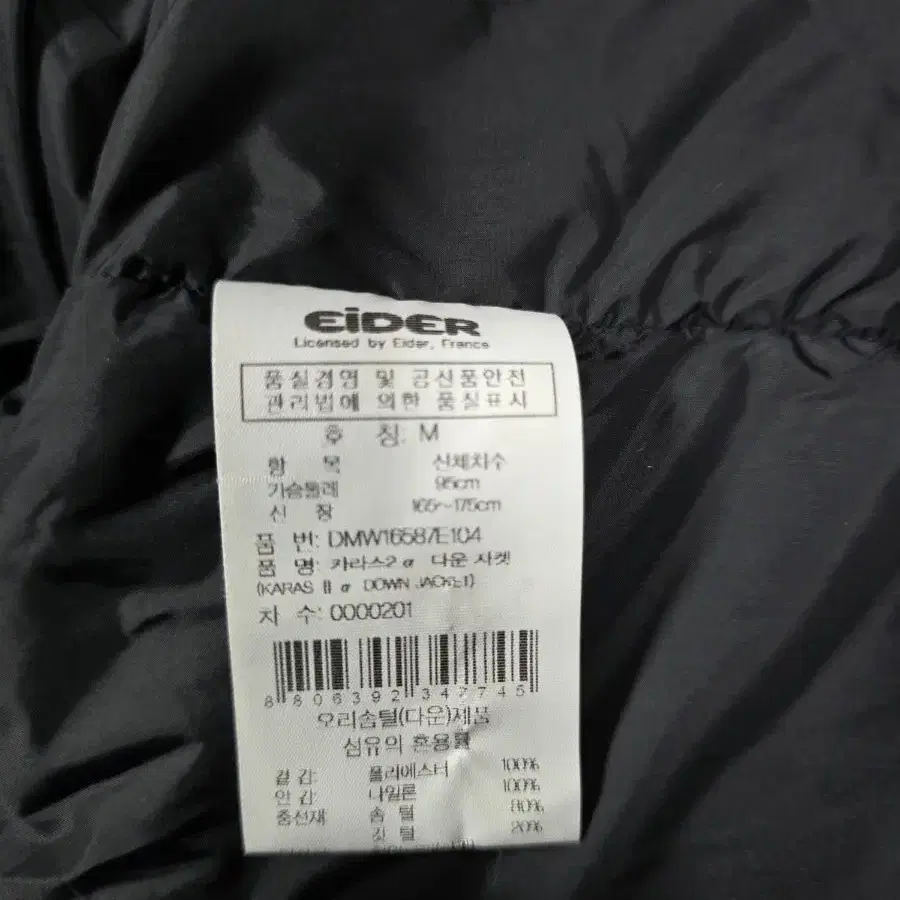 EiDER
Licensed by Eider, France
품질경영 및 공산품안전
관리법에 의한 품질표시
호 칭: M
항 목 신체치수
가슴둘레 95cm
신 장 165~175cm
품 번: DMW16587E104
품 명: 카라스2 α 다운 자켓
(KARAS II α DOWN JACKET)
차 수: 0000201
8 806392 347745
오리솜털(다운)제품
섬유의 혼용률
겉 감: 폴리에스터 100%
안 감: 나일론 100%
충전재 솜 털 80%
깃 털 20%